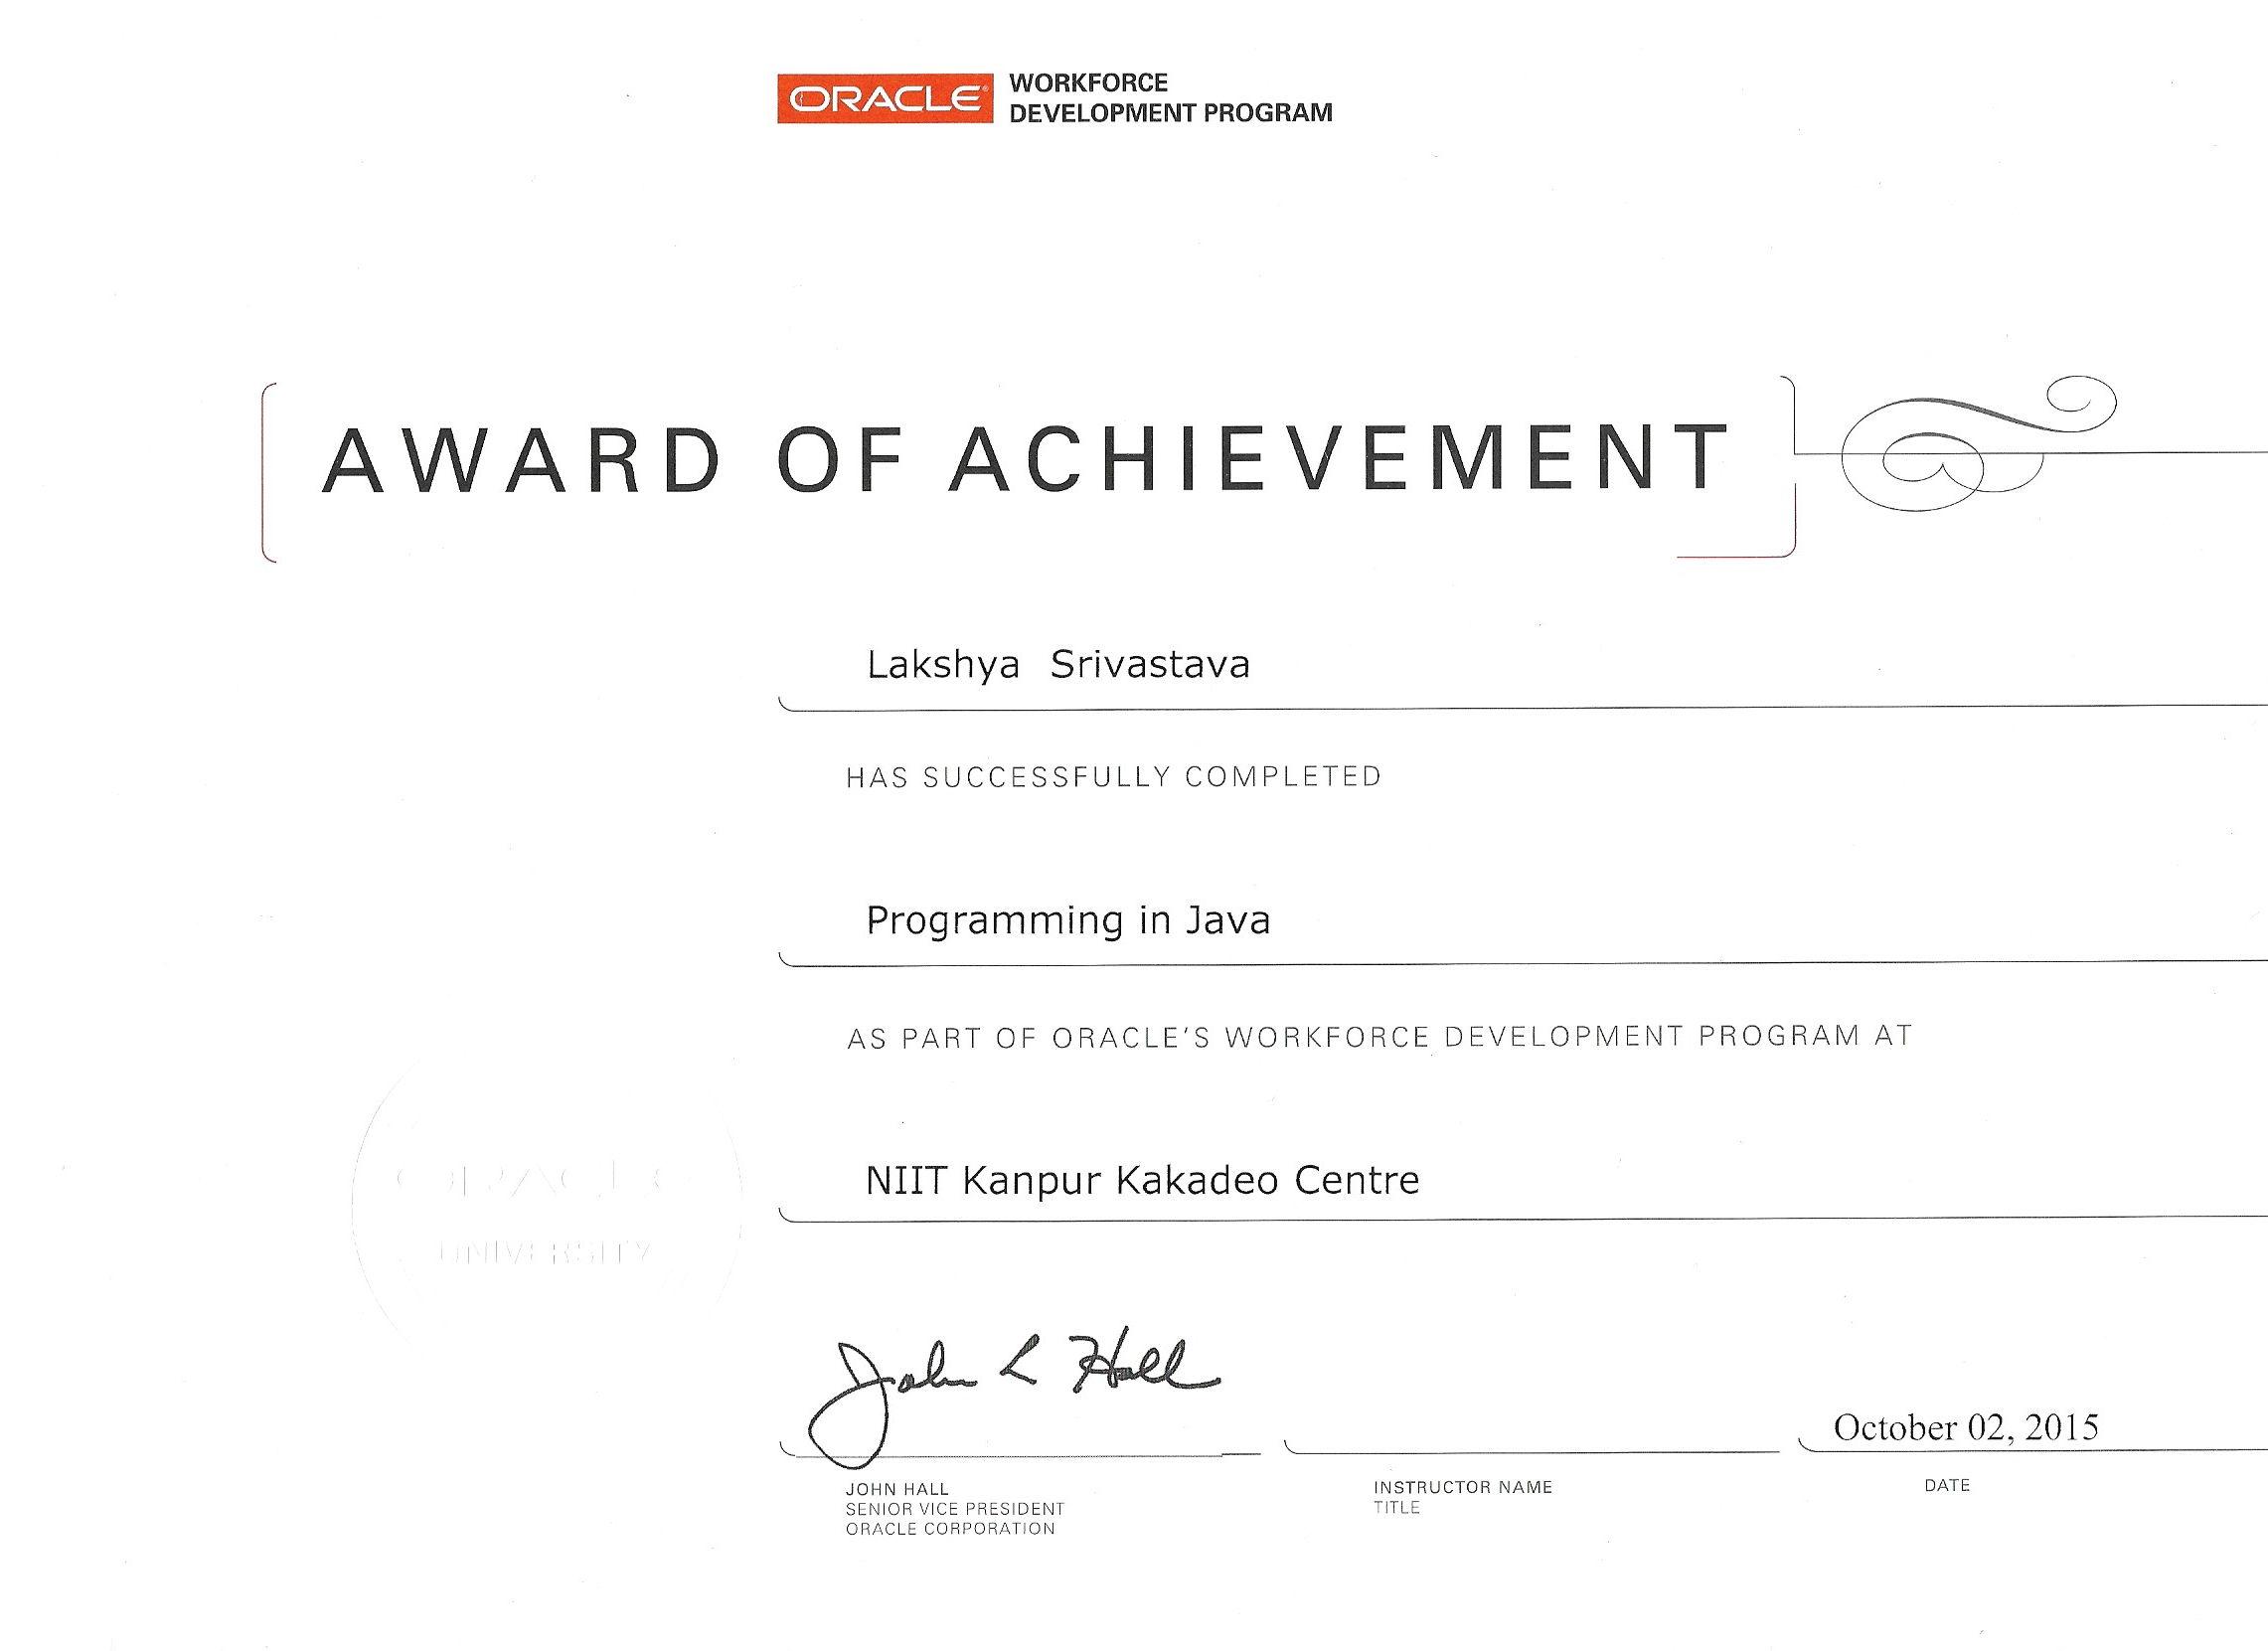 ORACLE® WORKFORCE
DEVELOPMENT PROGRAM
AWARD OF ACHIEVEMENT
Lakshya Srivastava
HAS SUCCESSFULLY COMPLETED
Programming in Java
AS PART OF ORACLE'S WORKFORCE DEVELOPMENT PROGRAM AT
NIIT Kanpur Kakadeo Centre
ORACLE
UNIVERSITY
John L Hall
October 02, 2015
JOHN HALL
SENIOR VICE PRESIDENT
ORACLE CORPORATION
INSTRUCTOR NAME
TITLE
DATE